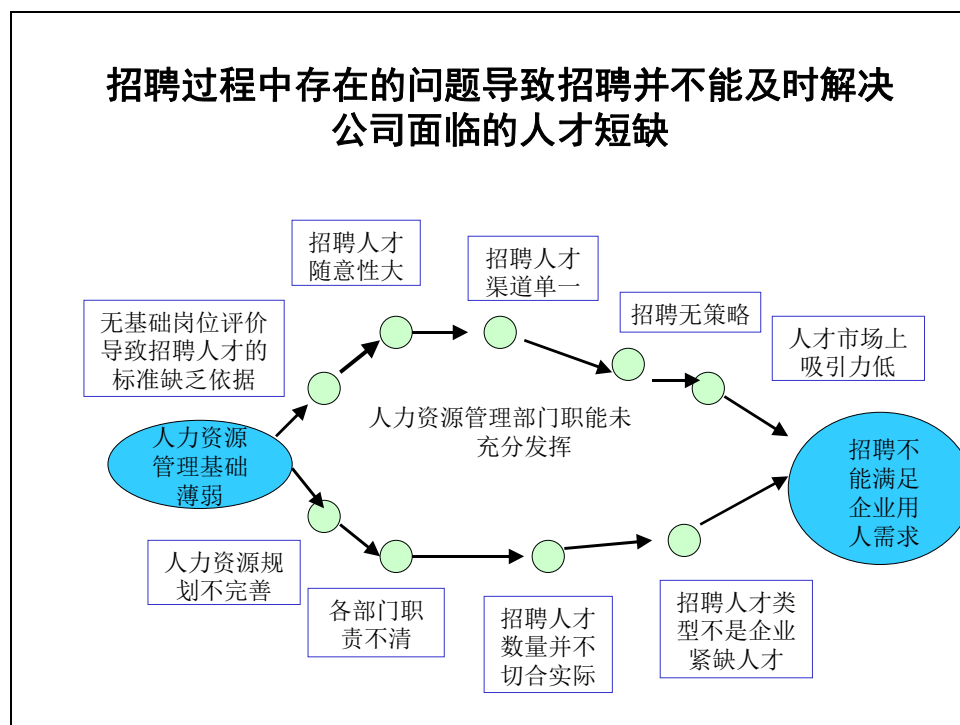 招聘过程中存在的问题导致招聘并不能及时解决
公司面临的人才短缺
招聘人才
随意性大
招聘人才
渠道单一
招聘无策略
人才市场上
吸引力低
无基础岗位评价
导致招聘人才的
标准缺乏依据
人力资源管理部门职能未
充分发挥
人力资源
管理基础
薄弱
招聘不
能满足
企业用
人需求
人力资源规
划不完善
各部门职
责不清
招聘人才
数量并不
切合实际
招聘人才类
型不是企业
紧缺人才